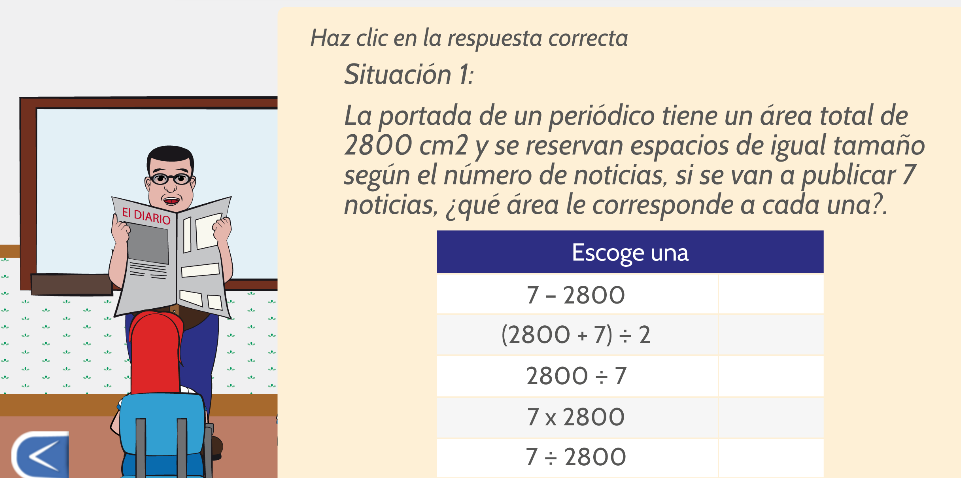 Haz clic en la respuesta correcta
Situación 1:
La portada de un periódico tiene un área total de
2800 cm2 y se reservan espacios de igual tamaño
según el número de noticias, si se van a publicar 7
noticias, ¿qué área le corresponde a cada una?.
El DIARIO
Escoge una
7 – 2800
(2800 + 7) ÷ 2
2800 ÷ 7
7 x 2800
7 ÷ 2800